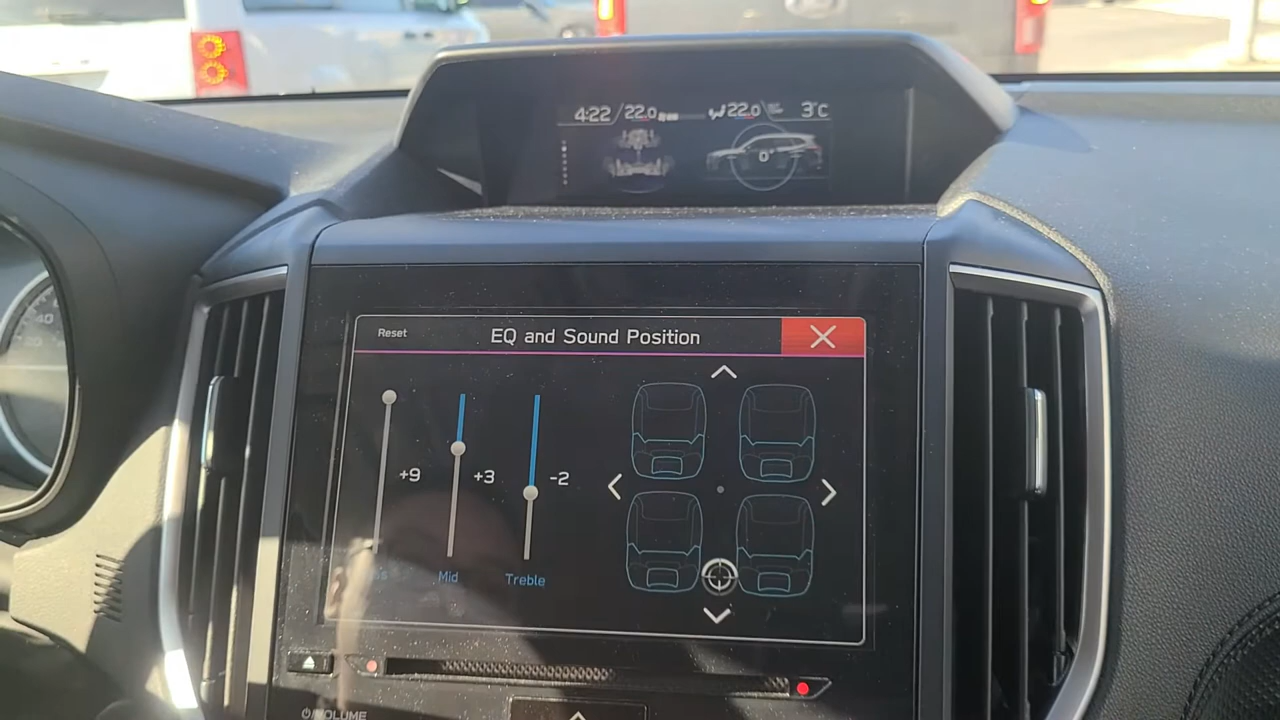 4:22 22.0 22.0 3°C
0°
Reset EQ and Sound Position
+9 +3 -2
Mid Treble
VOLUME
40